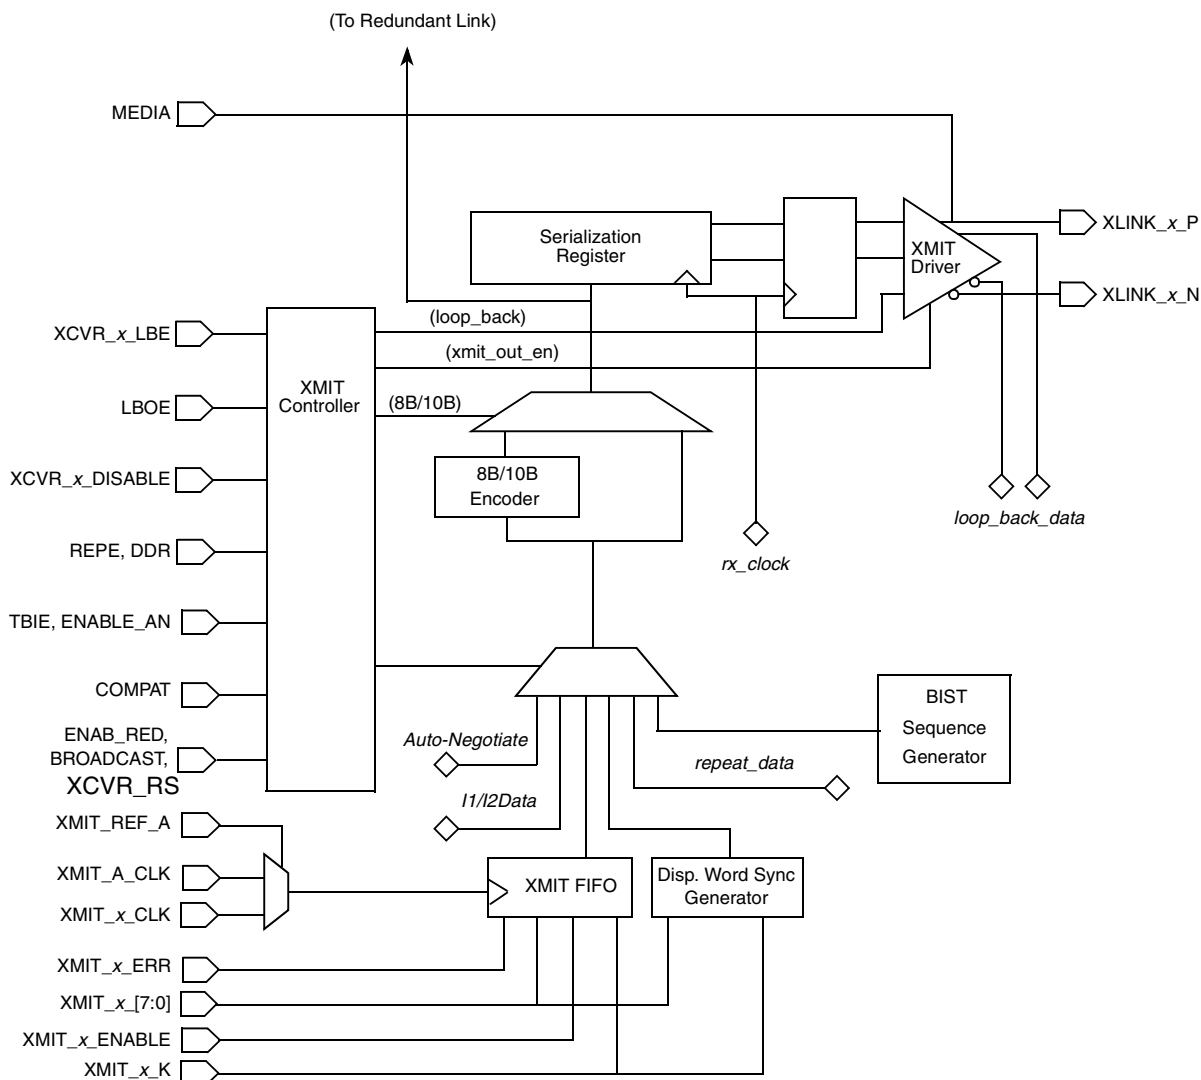 (To Redundant Link)
MEDIA
Serialization
Register
XMIT
Driver
XLINK_x_P
XLINK_x_N
XCVR_x_LBE
(loop_back)
(xmit_out_en)
XMIT
Controller
LBOE
(8B/10B)
XCVR_x_DISABLE
8B/10B
Encoder
loop_back_data
REPE, DDR
rx_clock
TBIE, ENABLE_AN
COMPAT
BIST
Sequence
Generator
ENAB_RED,
BROADCAST,
XCVR_RS
Auto-Negotiate
repeat_data
I1/I2Data
XMIT_REF_A
XMIT_A_CLK
XMIT_x_CLK
XMIT FIFO
Disp. Word Sync
Generator
XMIT_x_ERR
XMIT_x_[7:0]
XMIT_x_ENABLE
XMIT_x_K